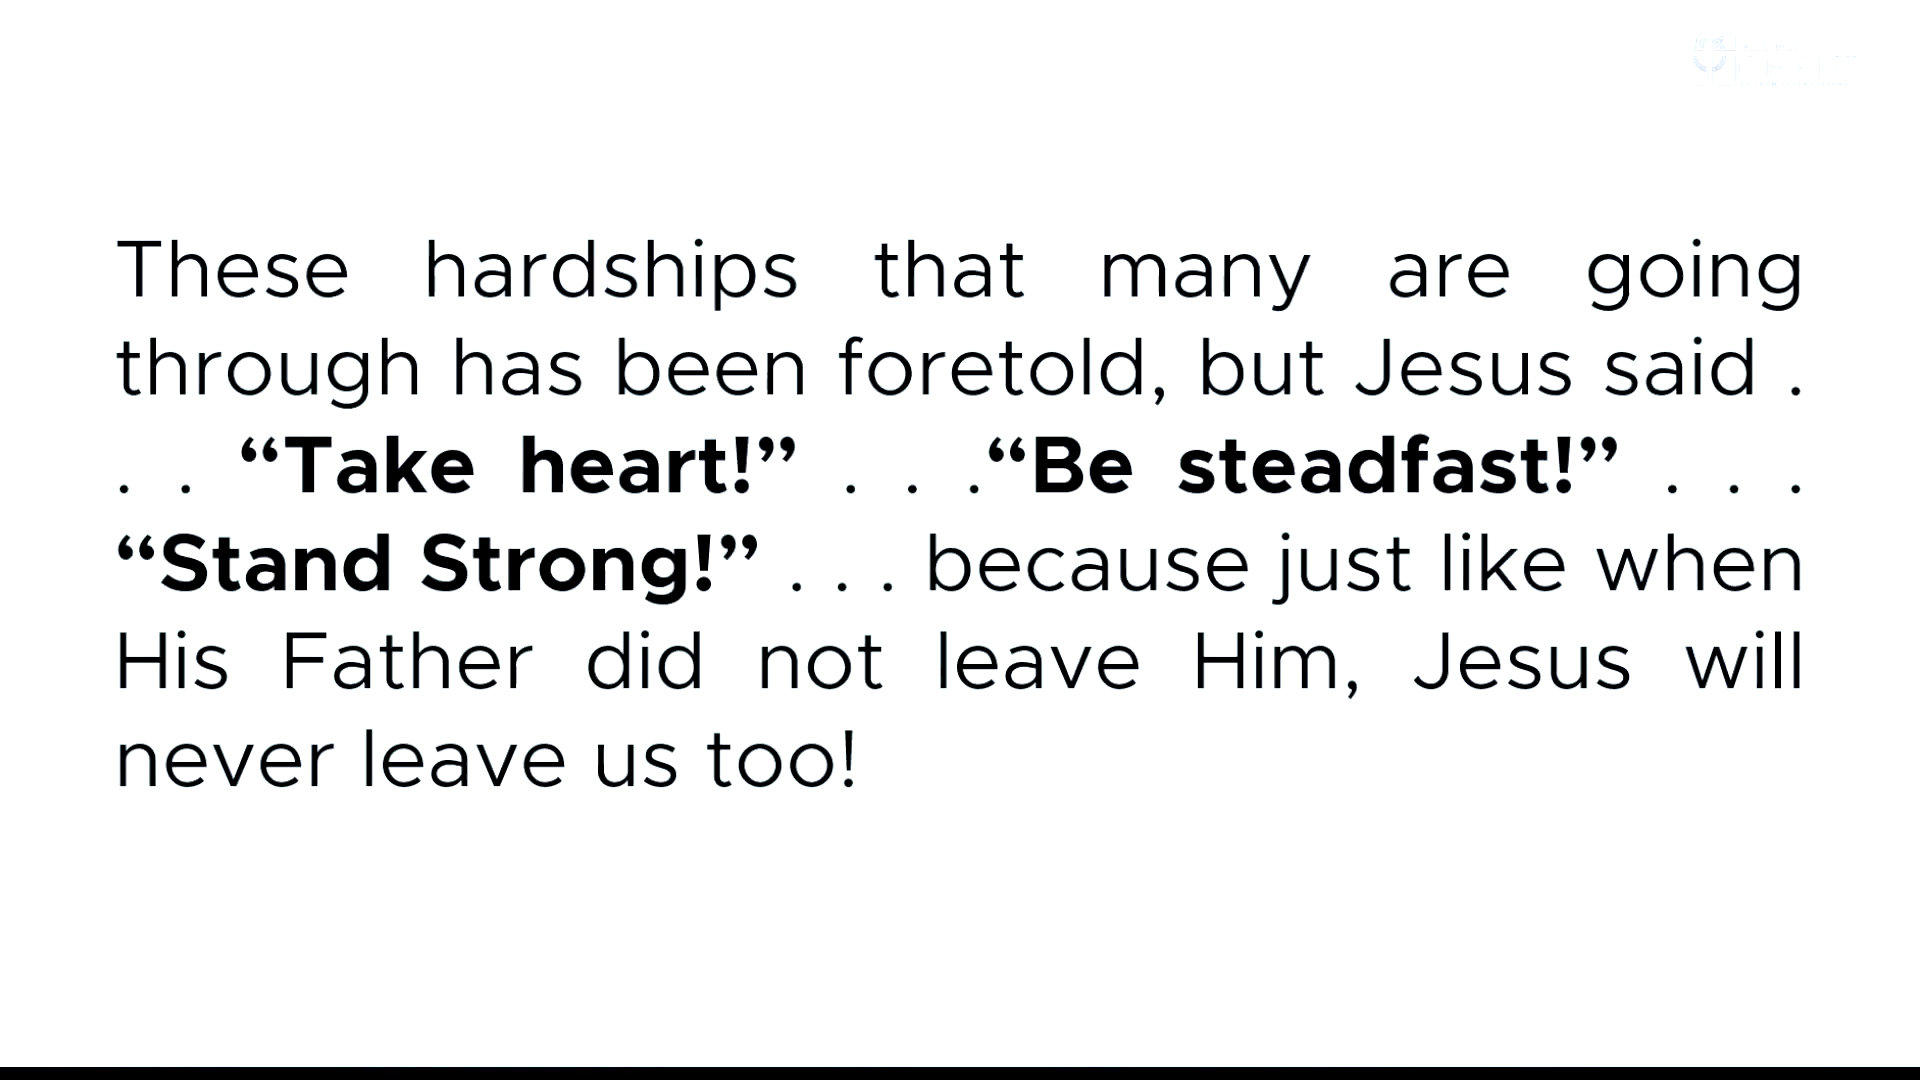 These hardships that many are going
through has been foretold, but Jesus said .
. . “Take heart!” . . .“Be steadfast!” . . .
“Stand Strong!” . . . because just like when
His Father did not leave Him, Jesus will
never leave us too!